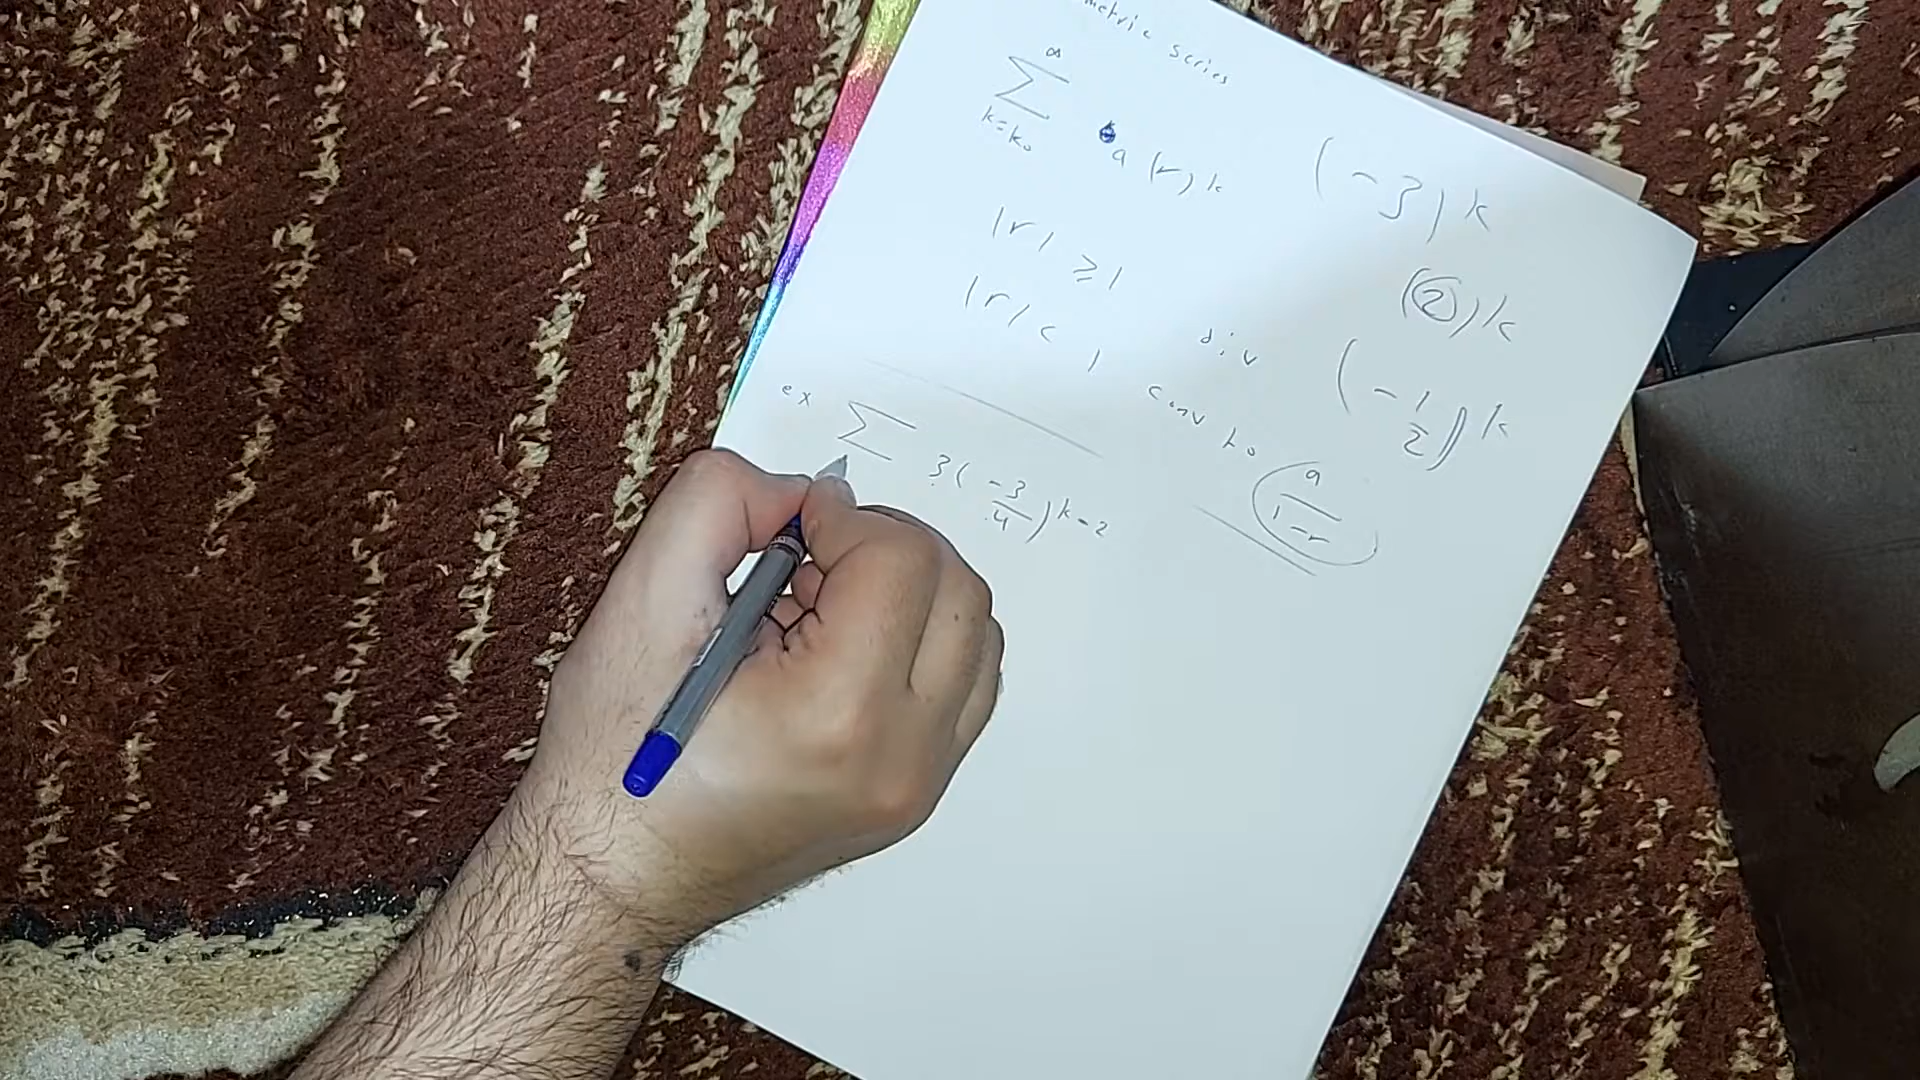 metric series
∞
∑ a (r)^k
k=k₀
(-3)^k
|r| ≥ 1 div
(2)^k
|r| < 1 conv to a/(1-r)
(-1/2)^k
ex ∑ 3(-3/4)^k-2